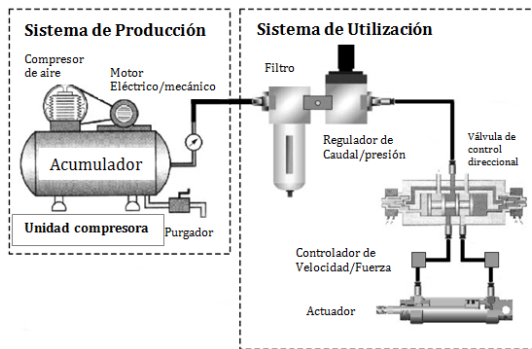 Sistema de Producción
Compresor
de aire
Motor
Eléctrico/mecánico
Acumulador
Unidad compresora
Purgador
Sistema de Utilización
Filtro
Regulador de
Caudal/presión
Válvula de
control
direccional
Controlador de
Velocidad/Fuerza
Actuador